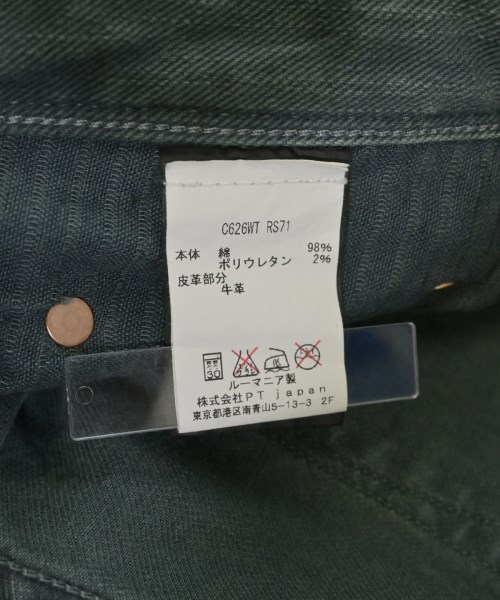 C626WT RS71
本体 綿 98%
ポリウレタン 2%
皮革部分
牛革
30
ルーマニア製
株式会社PT japan
東京都港区南青山5-13-3 2F